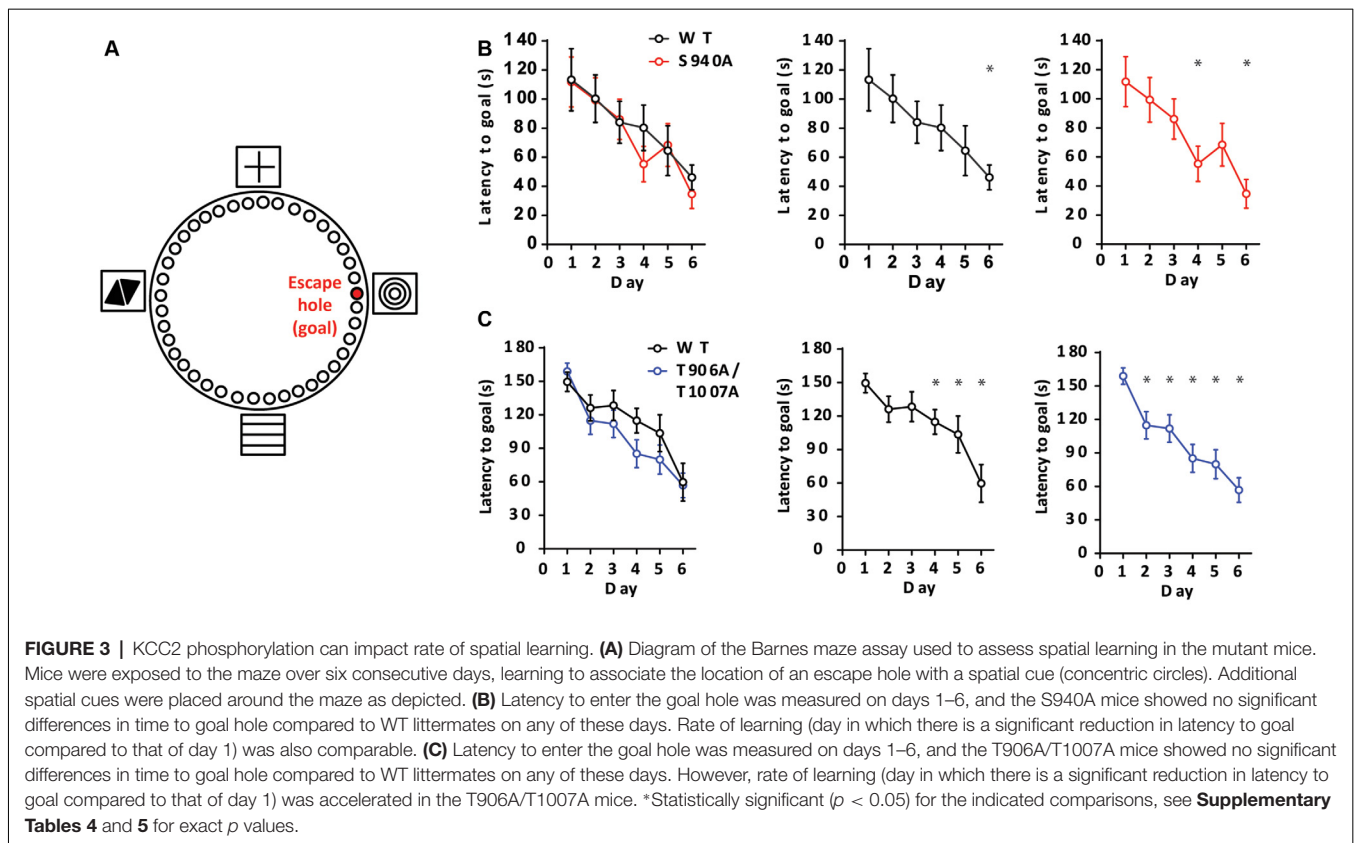 A
Escape
hole
(goal)
B
WT
S940A
Latency to goal (s)
140
120
100
80
60
40
20
0
0 1 2 3 4 5 6
Day
Latency to goal (s)
140
120
100
80
60
40
20
0
*
0 1 2 3 4 5 6
Day
Latency to goal (s)
140
120
100
80
60
40
20
0
* *
0 1 2 3 4 5 6
Day
C
WT
T906A/
T1007A
Latency to goal (s)
180
150
120
90
60
30
0
0 1 2 3 4 5 6
Day
Latency to goal (s)
180
150
120
90
60
30
0
* * *
0 1 2 3 4 5 6
Day
Latency to goal (s)
180
150
120
90
60
30
0
* * * * *
0 1 2 3 4 5 6
Day
FIGURE 3 | KCC2 phosphorylation can impact rate of spatial learning. (A) Diagram of the Barnes maze assay used to assess spatial learning in the mutant mice.
Mice were exposed to the maze over six consecutive days, learning to associate the location of an escape hole with a spatial cue (concentric circles). Additional
spatial cues were placed around the maze as depicted. (B) Latency to enter the goal hole was measured on days 1–6, and the S940A mice showed no significant
differences in time to goal hole compared to WT littermates on any of these days. Rate of learning (day in which there is a significant reduction in latency to goal
compared to that of day 1) was also comparable. (C) Latency to enter the goal hole was measured on days 1–6, and the T906A/T1007A mice showed no significant
differences in time to goal hole compared to WT littermates on any of these days. However, rate of learning (day in which there is a significant reduction in latency to
goal compared to that of day 1) was accelerated in the T906A/T1007A mice. *Statistically significant (p < 0.05) for the indicated comparisons, see Supplementary
Tables 4 and 5 for exact p values.